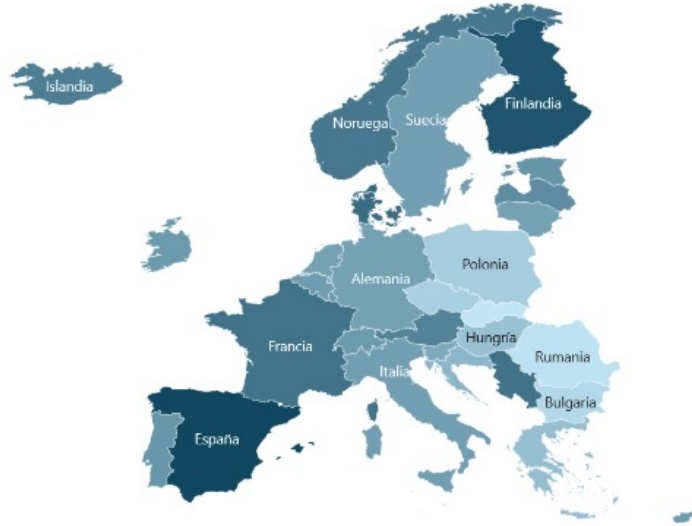 Islandia
Noruega
Suecia
Finlandia
Polonia
Alemania
Francia
Hungría
Rumania
Italia
Bulgaria
España